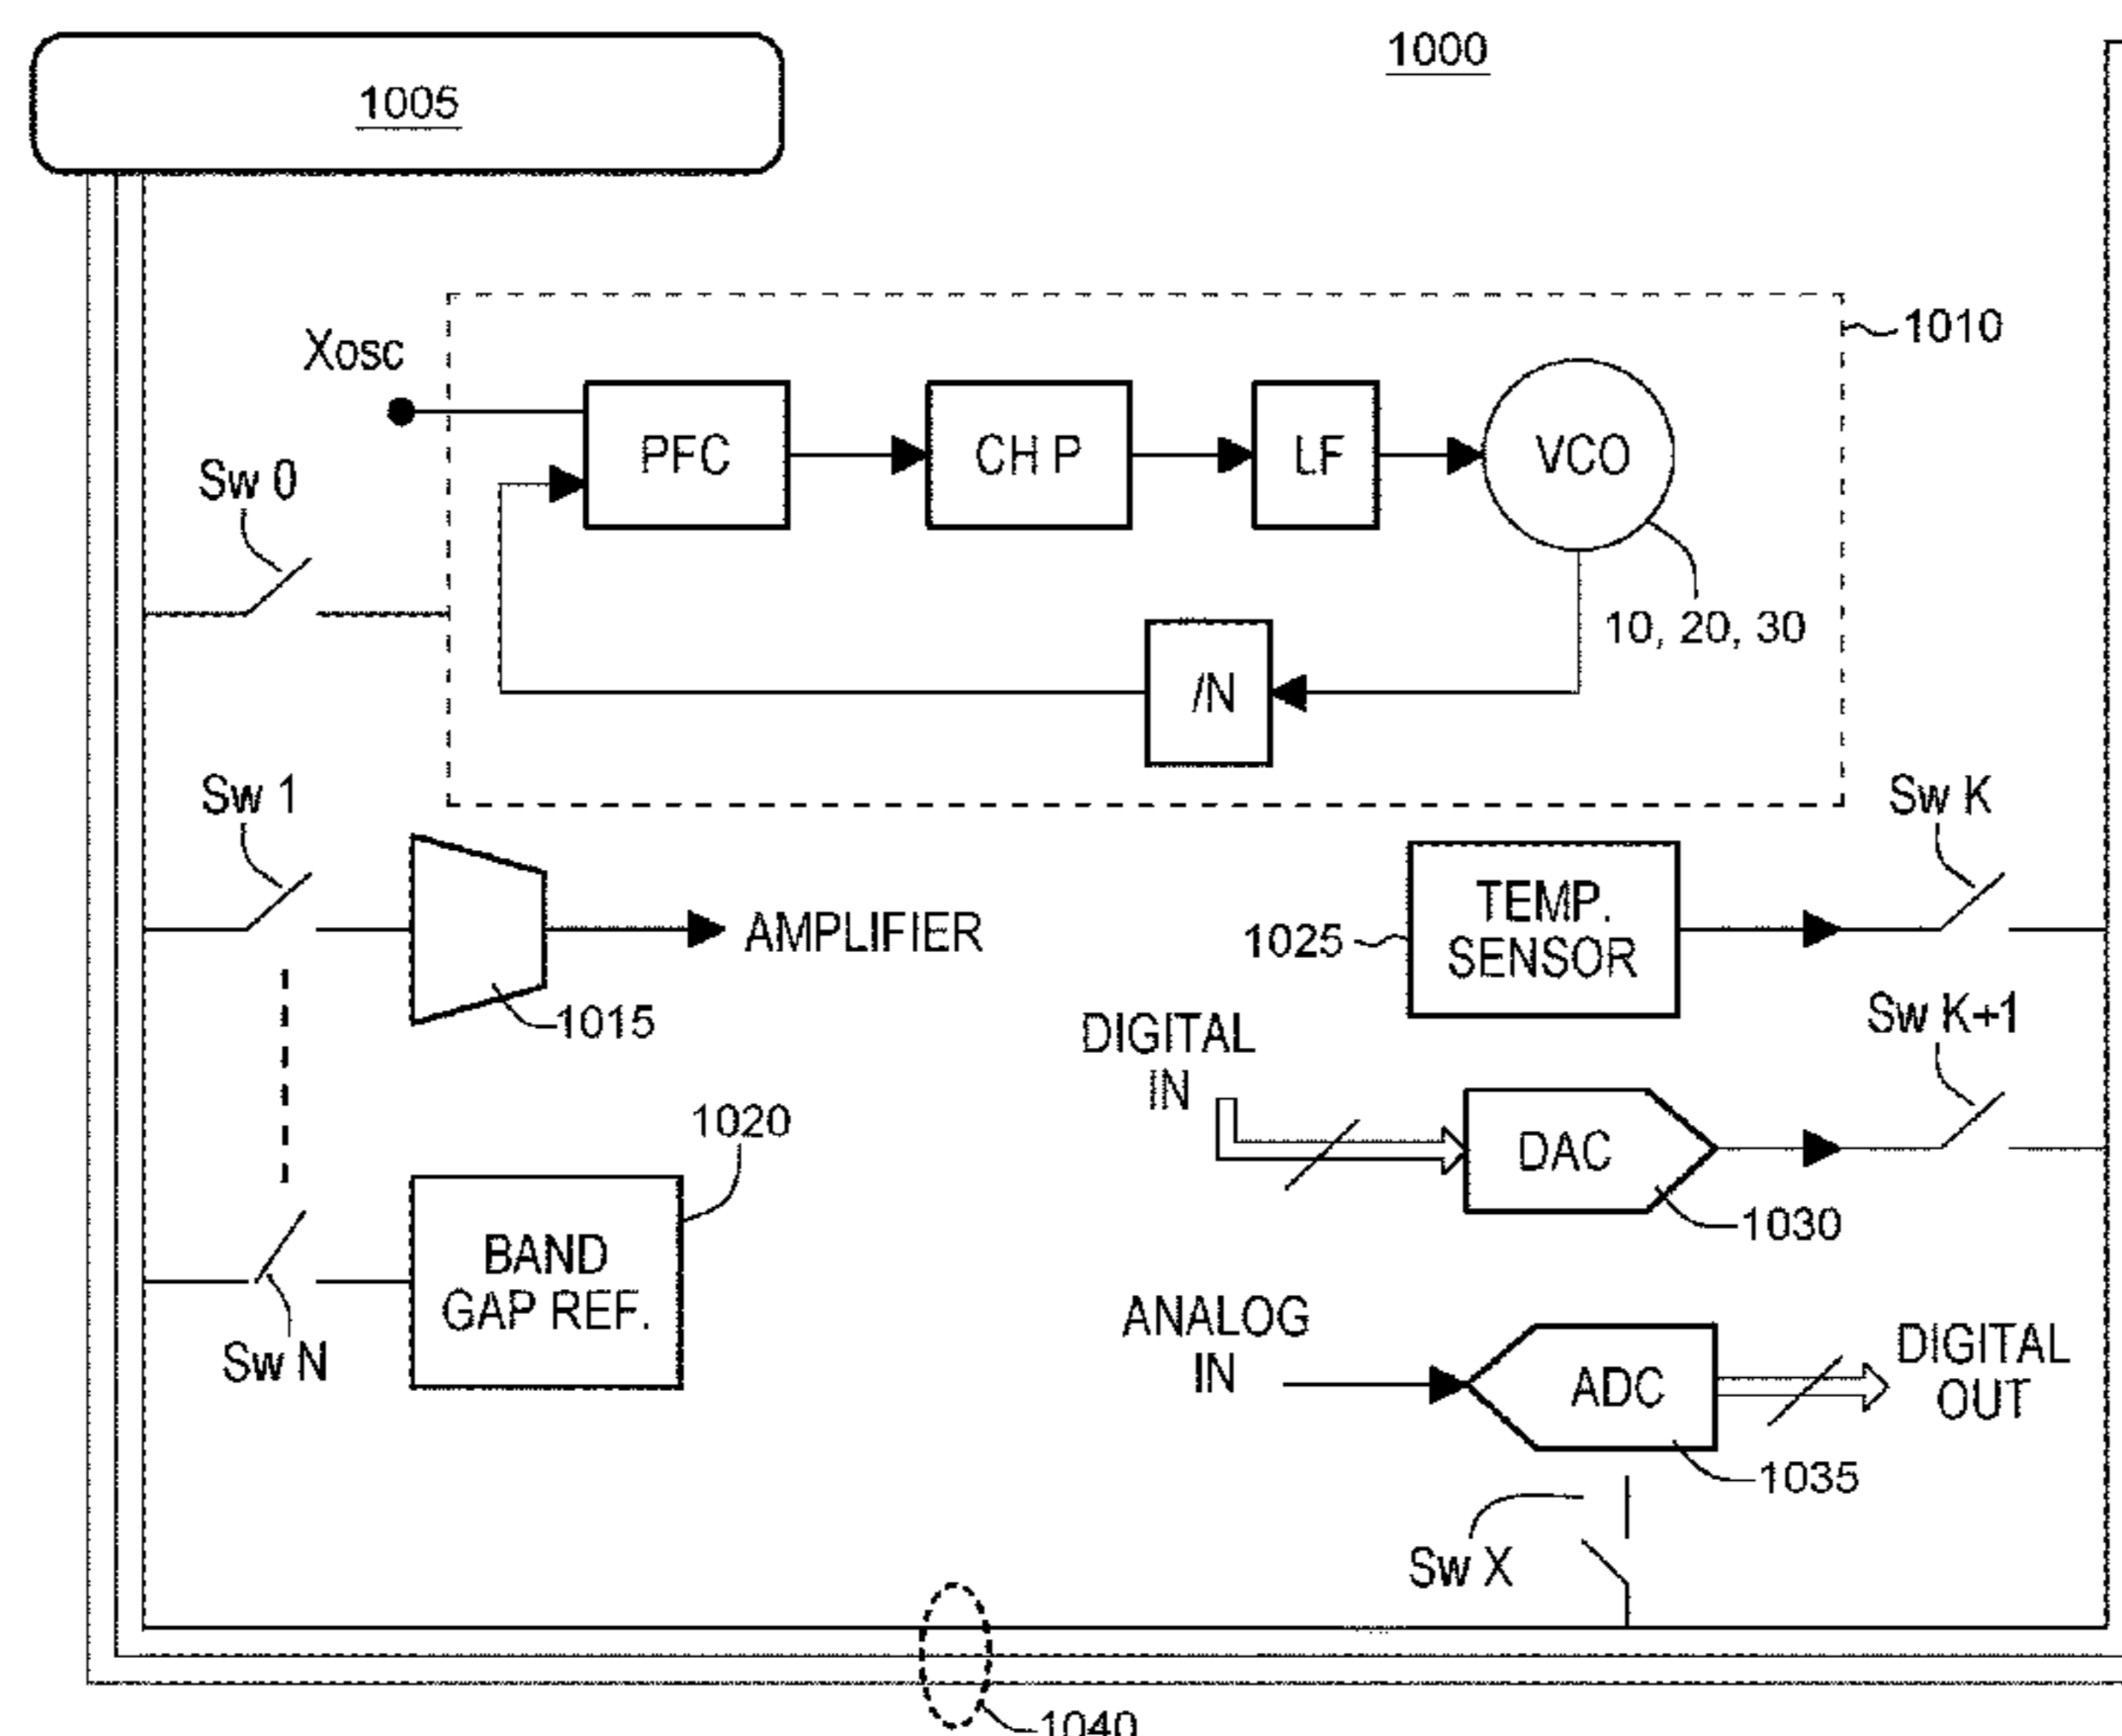 1000
1005
1010
Xosc
PFC
CH P
LF
VCO
Sw 0
10, 20, 30
/N
Sw 1
Sw K
AMPLIFIER
TEMP.
SENSOR
1025
1015
DIGITAL
IN
Sw K+1
1020
DAC
1030
BAND
GAP REF.
Sw N
ANALOG
IN
ADC
DIGITAL
OUT
1035
Sw X
1040